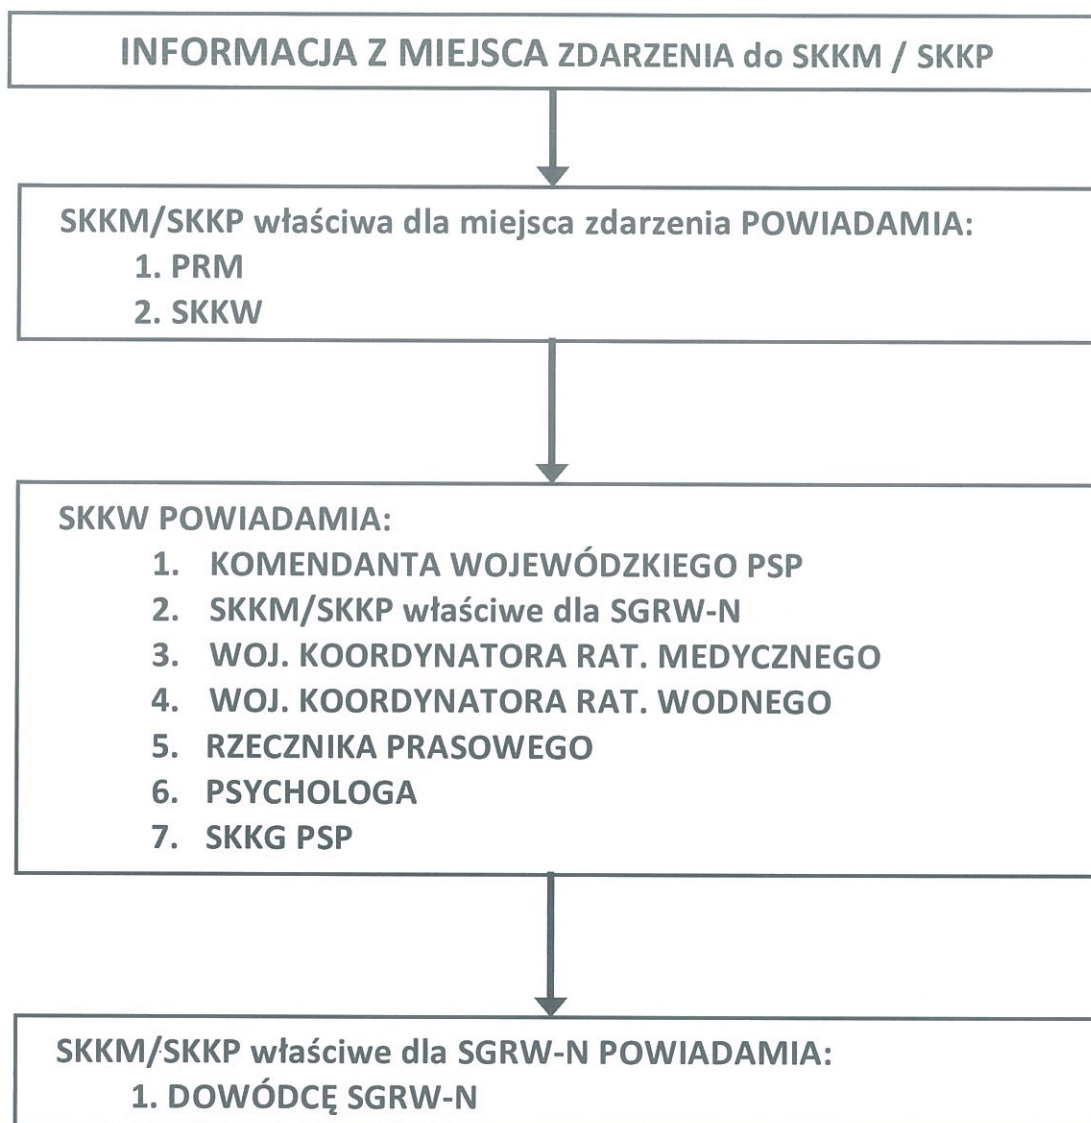 INFORMACJA Z MIEJSCA ZDARZENIA do SKKM / SKKP
SKKM/SKKP właściwa dla miejsca zdarzenia POWIADAMIA:
1. PRM
2. SKKW
SKKW POWIADAMIA:
1. KOMENDANTA WOJEWÓDZKIEGO PSP
2. SKKM/SKKP właściwe dla SGRW-N
3. WOJ. KOORDYNATORA RAT. MEDYCZNEGO
4. WOJ. KOORDYNATORA RAT. WODNEGO
5. RZECZNIKA PRASOWEGO
6. PSYCHOLOGA
7. SKKG PSP
SKKM/SKKP właściwe dla SGRW-N POWIADAMIA:
1. DOWÓDCĘ SGRW-N